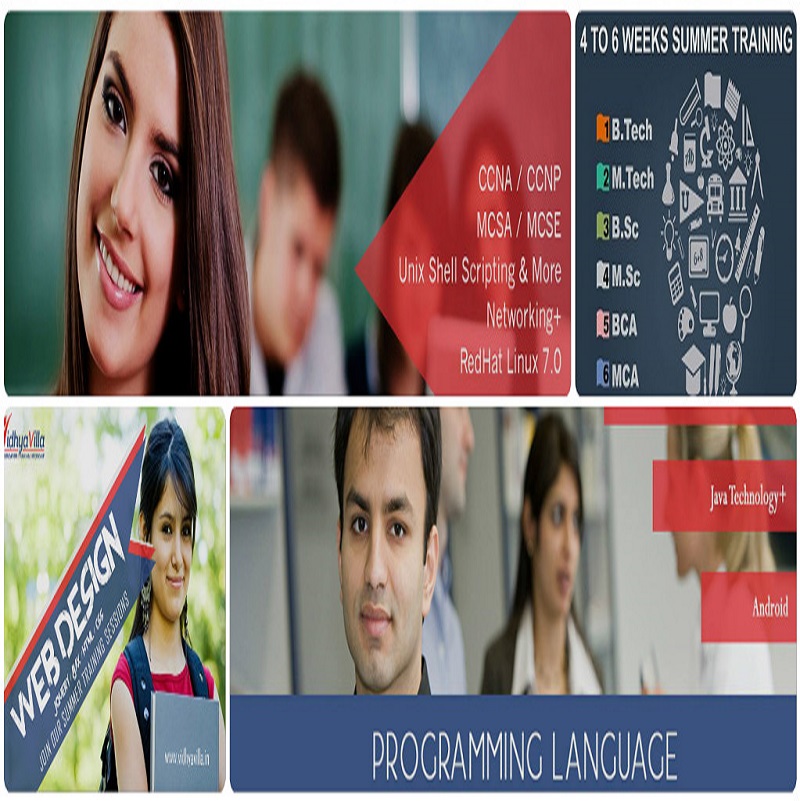 CCNA / CCNP
MCSA / MCSE
Unix Shell Scripting & More
Networking+
RedHat Linux 7.0
4 TO 6 WEEKS SUMMER TRAINING
1 B.Tech
2 M.Tech
3 B.Sc
4 M.Sc
5 BCA
6 MCA
VidhyaVilla
WEB DESIGN
JOIN OUR SUMMER TRAINING SESSIONS
www.vidhyavilla.in
Java Technology+
Android
PROGRAMMING LANGUAGE